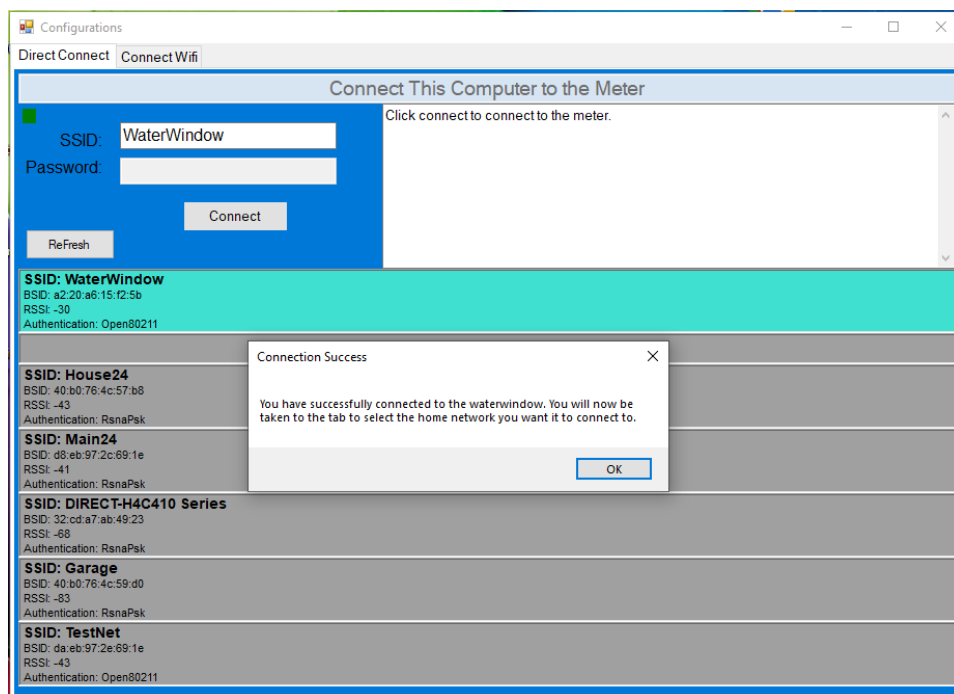 Configurations
Direct Connect
Connect Wifi
Connect This Computer to the Meter
SSID: WaterWindow
Password:
Connect
ReFresh
Click connect to connect to the meter.
SSID: WaterWindow
BSID: a2:20:a6:15:f2:5b
RSSI: -30
Authentication: Open80211
Connection Success
You have successfully connected to the waterwindow. You will now be
taken to the tab to select the home network you want it to connect to.
OK
SSID: House24
BSID: 40:b0:76:4c:57:b8
RSSI: -43
Authentication: RsnaPsk
SSID: Main24
BSID: d8:eb:97:2c:69:1e
RSSI: -41
Authentication: RsnaPsk
SSID: DIRECT-H4C410 Series
BSID: 32:cd:a7:ab:49:23
RSSI: -68
Authentication: RsnaPsk
SSID: Garage
BSID: 40:b0:76:4c:59:d0
RSSI: -83
Authentication: RsnaPsk
SSID: TestNet
BSID: da:eb:97:2e:69:1e
RSSI: -43
Authentication: Open80211